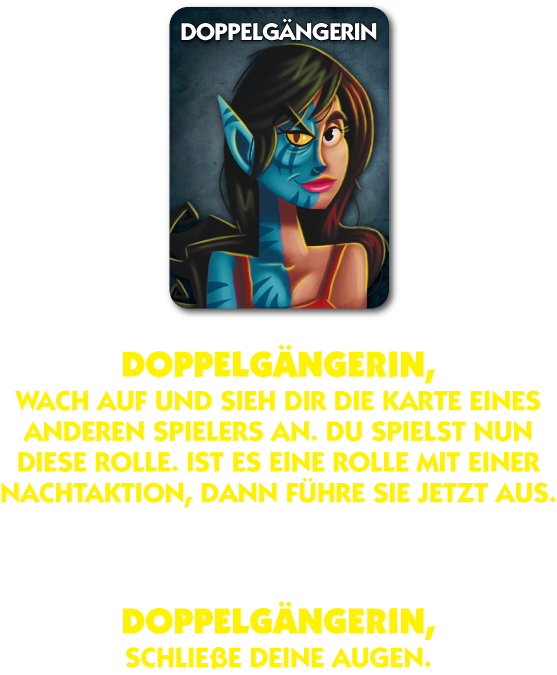 DOPPELGÄNGERIN
DOPPELGÄNGERIN,
WACH AUF UND SIEH DIR DIE KARTE EINES
ANDEREN SPIELERS AN. DU SPIELST NUN
DIESE ROLLE. IST ES EINE ROLLE MIT EINER
NACHTAKTION, DANN FÜHRE SIE JETZT AUS.
DOPPELGÄNGERIN,
SCHLIEßE DEINE AUGEN.